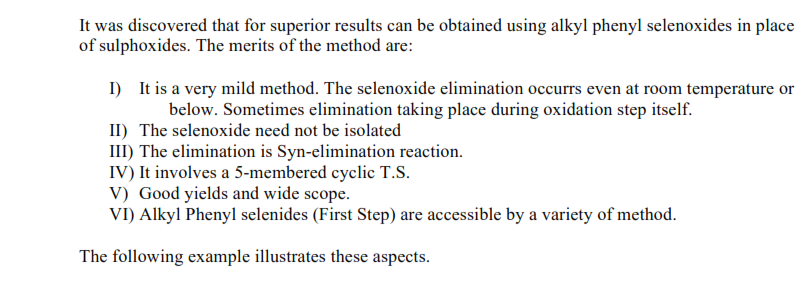 It was discovered that for superior results can be obtained using alkyl phenyl selenoxides in place
of sulphoxides. The merits of the method are:
I) It is a very mild method. The selenoxide elimination occurrs even at room temperature or
below. Sometimes elimination taking place during oxidation step itself.
II) The selenoxide need not be isolated
III) The elimination is Syn-elimination reaction.
IV) It involves a 5-membered cyclic T.S.
V) Good yields and wide scope.
VI) Alkyl Phenyl selenides (First Step) are accessible by a variety of method.
The following example illustrates these aspects.